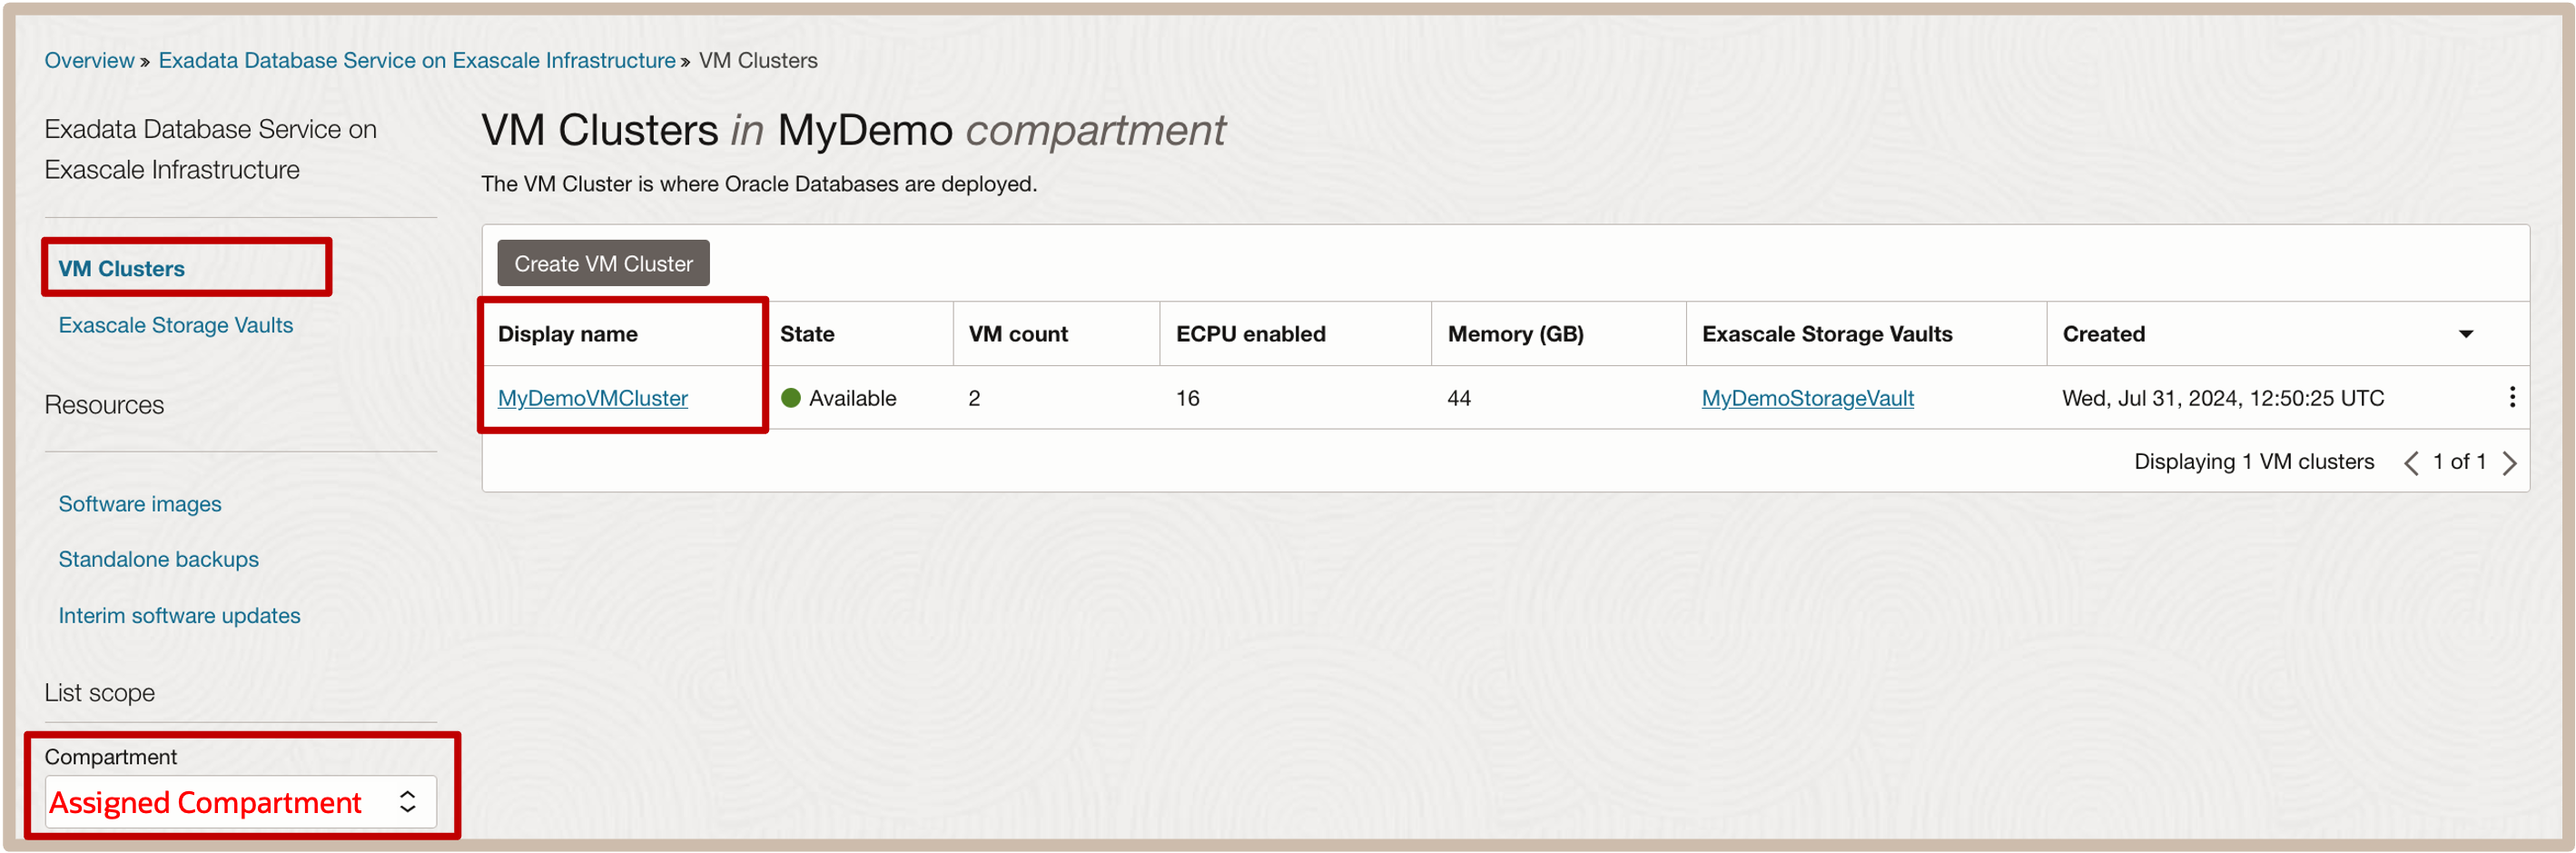 Overview » Exadata Database Service on Exascale Infrastructure » VM Clusters
Exadata Database Service on
Exascale Infrastructure
VM Clusters
Exascale Storage Vaults
Resources
Software images
Standalone backups
Interim software updates
List scope
Compartment
Assigned Compartment
VM Clusters in MyDemo compartment
The VM Cluster is where Oracle Databases are deployed.
Create VM Cluster
Display name State VM count ECPU enabled Memory (GB) Exascale Storage Vaults Created
MyDemoVMCluster Available 2 16 44 MyDemoStorageVault Wed, Jul 31, 2024, 12:50:25 UTC
Displaying 1 VM clusters < 1 of 1 >